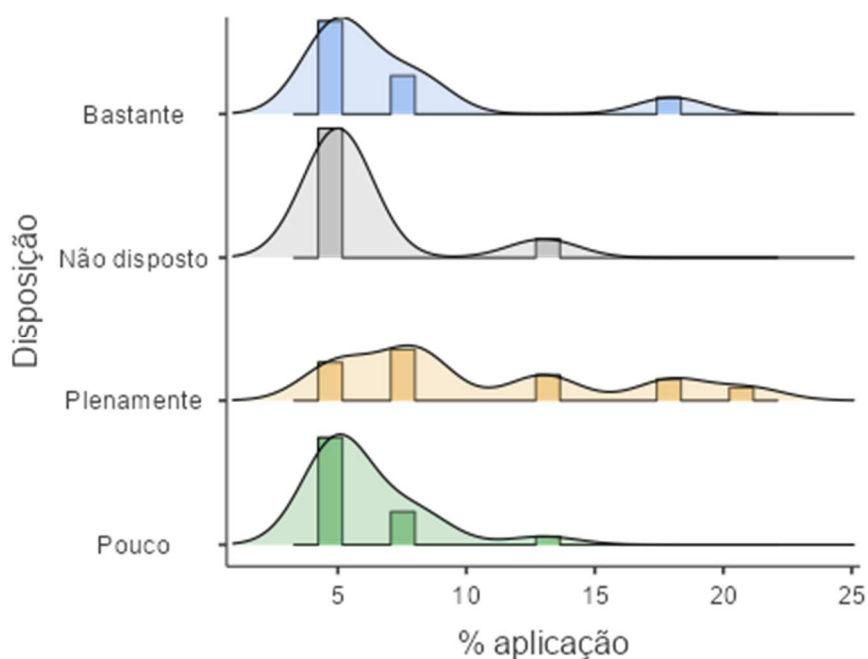 Disposição
Bastante
Não disposto
Plenamente
Pouco
5 10 15 20 25
% aplicação